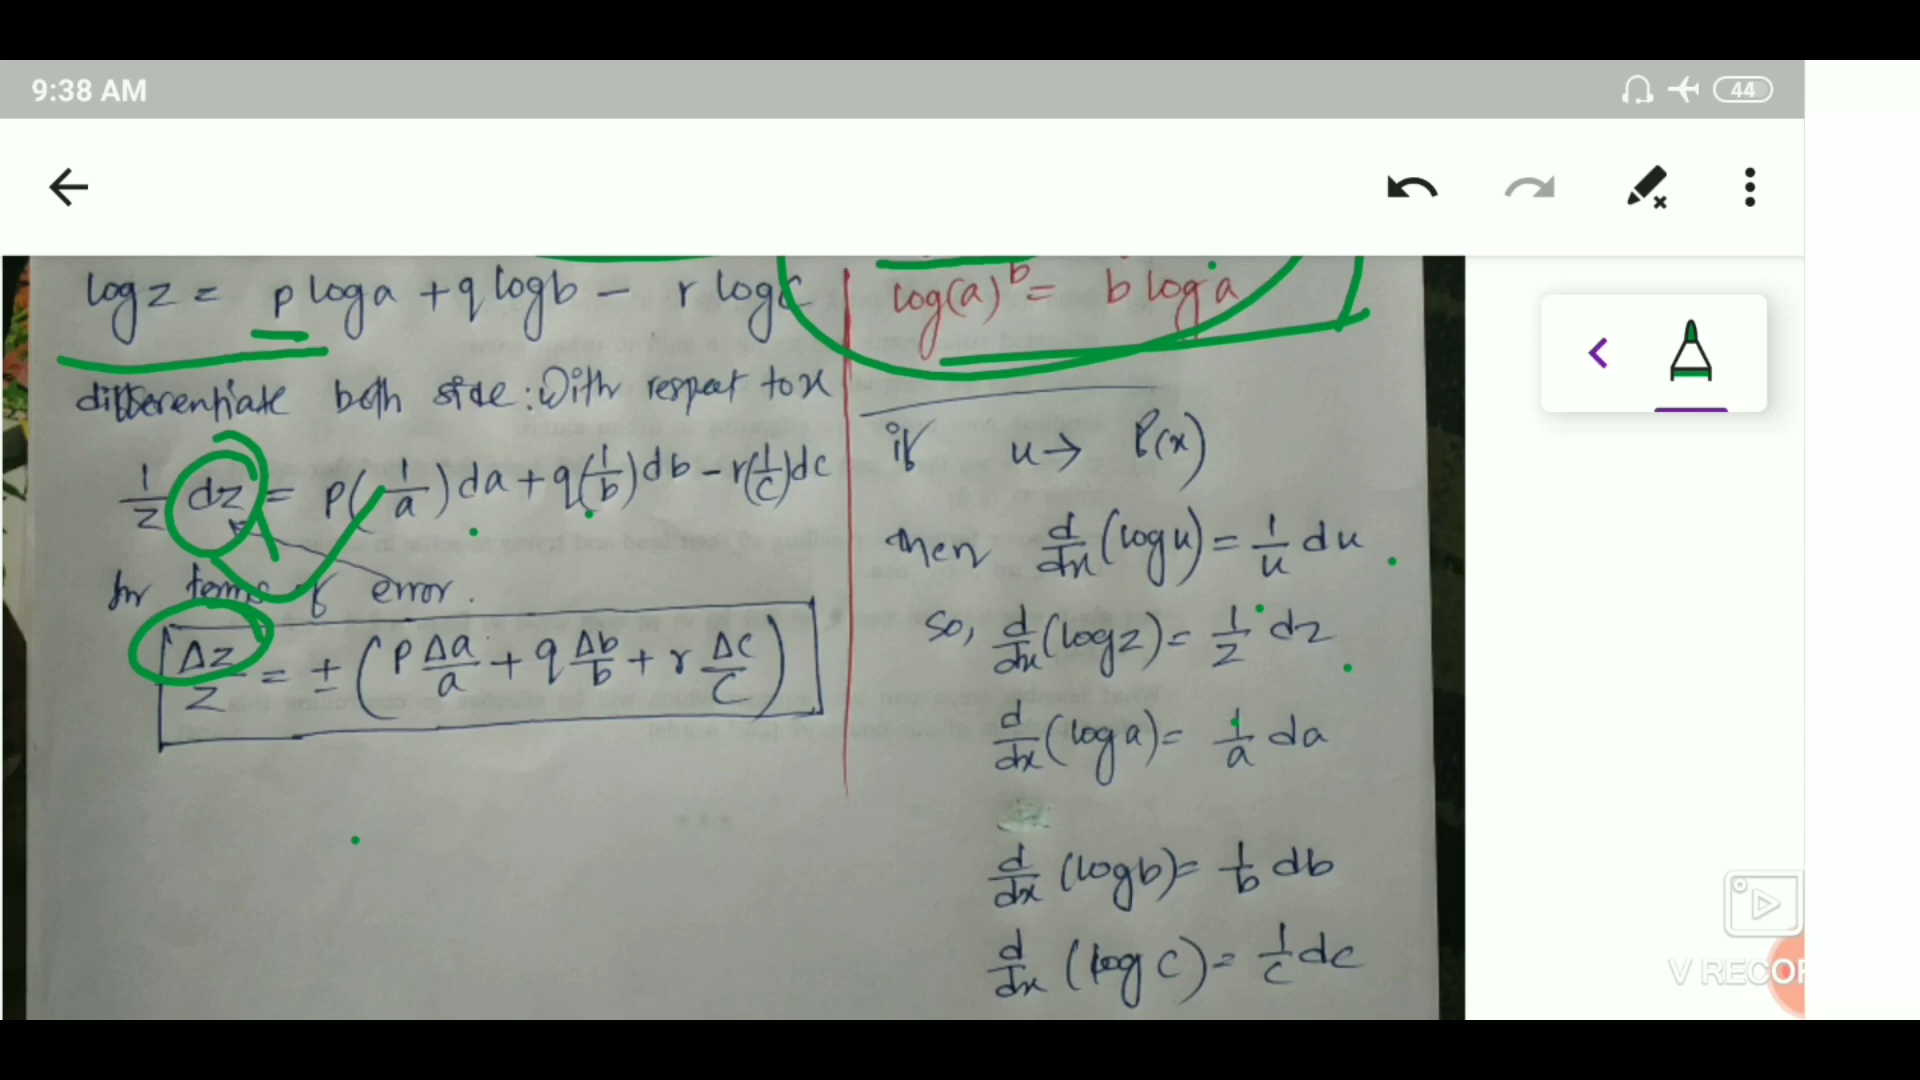 9:38 AM
44
log z = p log a + q log b - r log c
differentiate both side: With respect to x
1/z dz = p(1/a) da + q(1/b) db - r(1/c) dc
In terms of error.
Δz/z = ± (p Δa/a + q Δb/b + r Δc/c)
log(a)^b = b log a
if u → f(x)
then d/dx (log u) = 1/u du
so, d/dx (log z) = 1/z dz
d/dx (log a) = 1/a da
d/dx (log b) = 1/b db
d/dx (log c) = 1/c dc
V RECOR